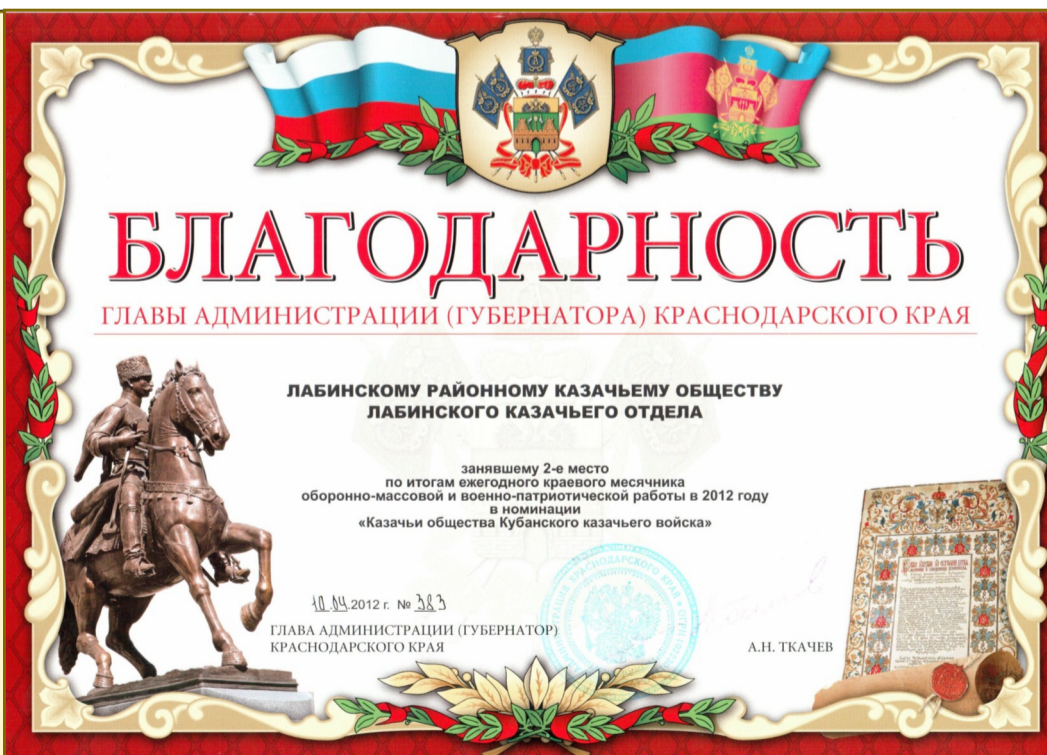 БЛАГОДАРНОСТЬ
ГЛАВЫ АДМИНИСТРАЦИИ (ГУБЕРНАТОРА) КРАСНОДАРСКОГО КРАЯ
ЛАБИНСКОМУ РАЙОННОМУ КАЗАЧЬЕМУ ОБЩЕСТВУ
ЛАБИНСКОГО КАЗАЧЬЕГО ОТДЕЛА
занявшему 2-е место
по итогам ежегодного краевого месячника
оборонно-массовой и военно-патриотической работы в 2012 году
в номинации
«Казачьи общества Кубанского казачьего войска»
10.04.2012 г. № 383
ГЛАВА АДМИНИСТРАЦИИ (ГУБЕРНАТОР)
КРАСНОДАРСКОГО КРАЯ
А.Н. ТКАЧЕВ
КРАСНОДАРСКОГО КРАЯ